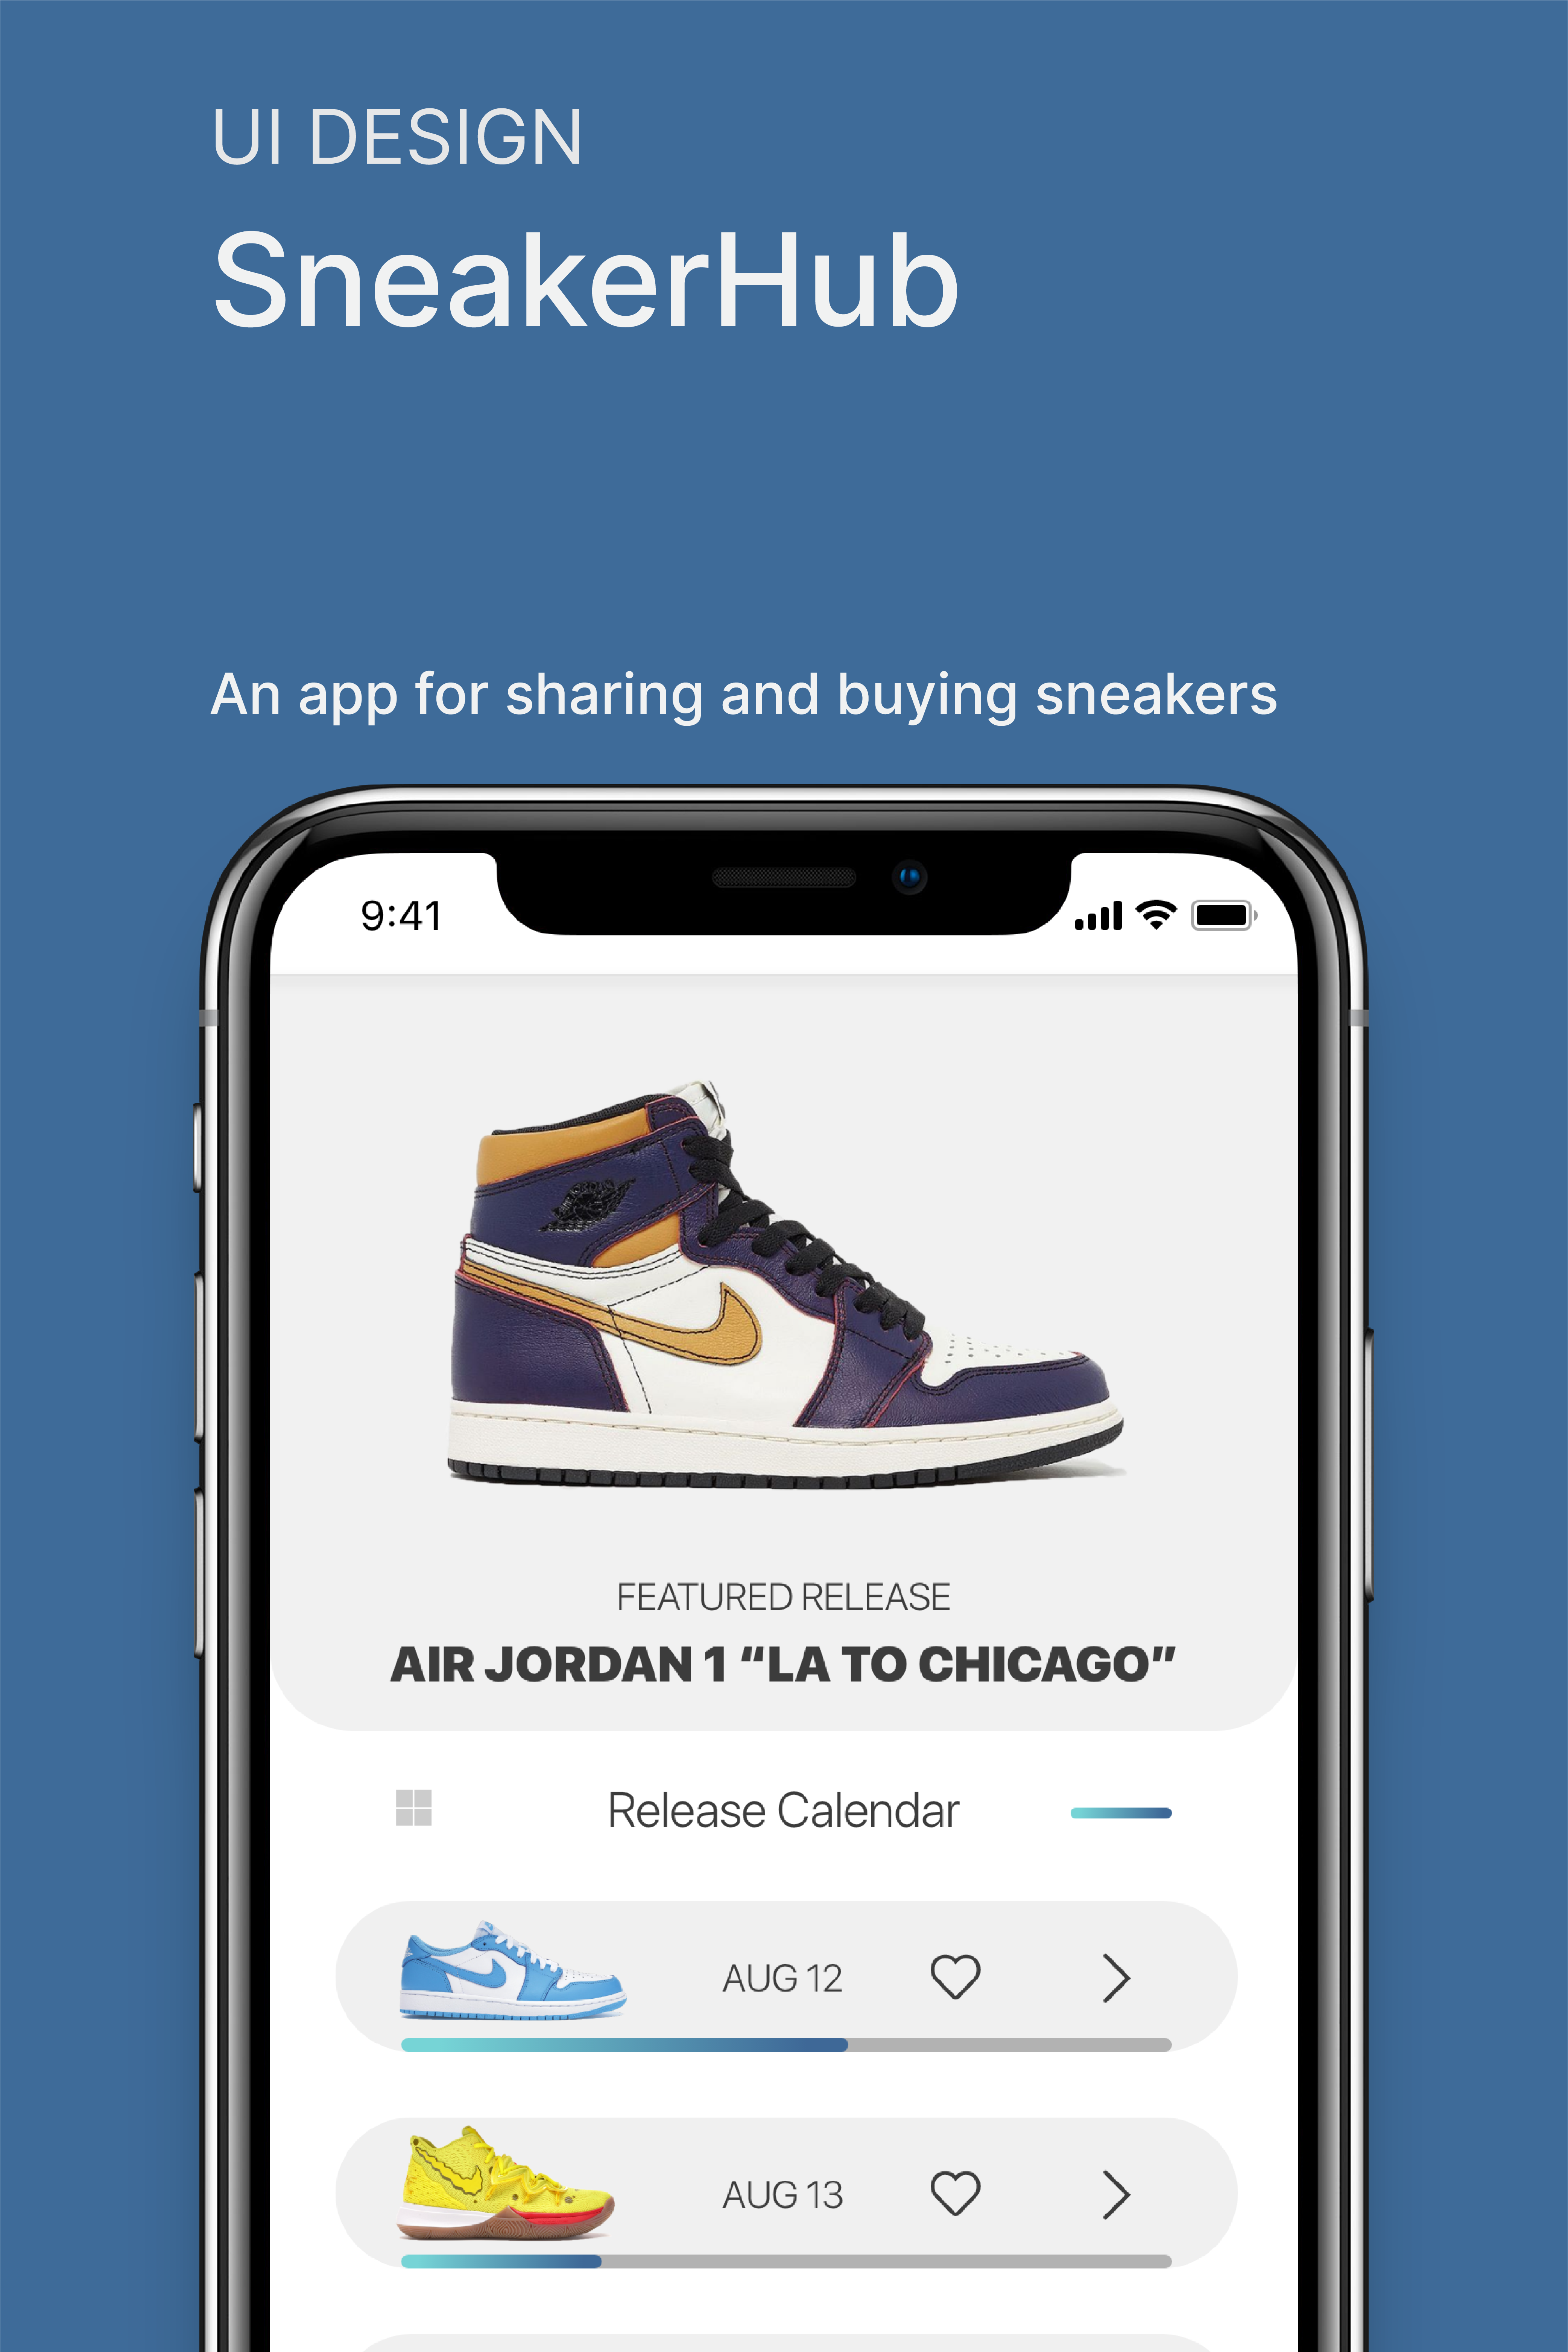 UI DESIGN
SneakerHub
An app for sharing and buying sneakers
9:41
FEATURED RELEASE
AIR JORDAN 1 “LA TO CHICAGO”
Release Calendar
AUG 12
AUG 13